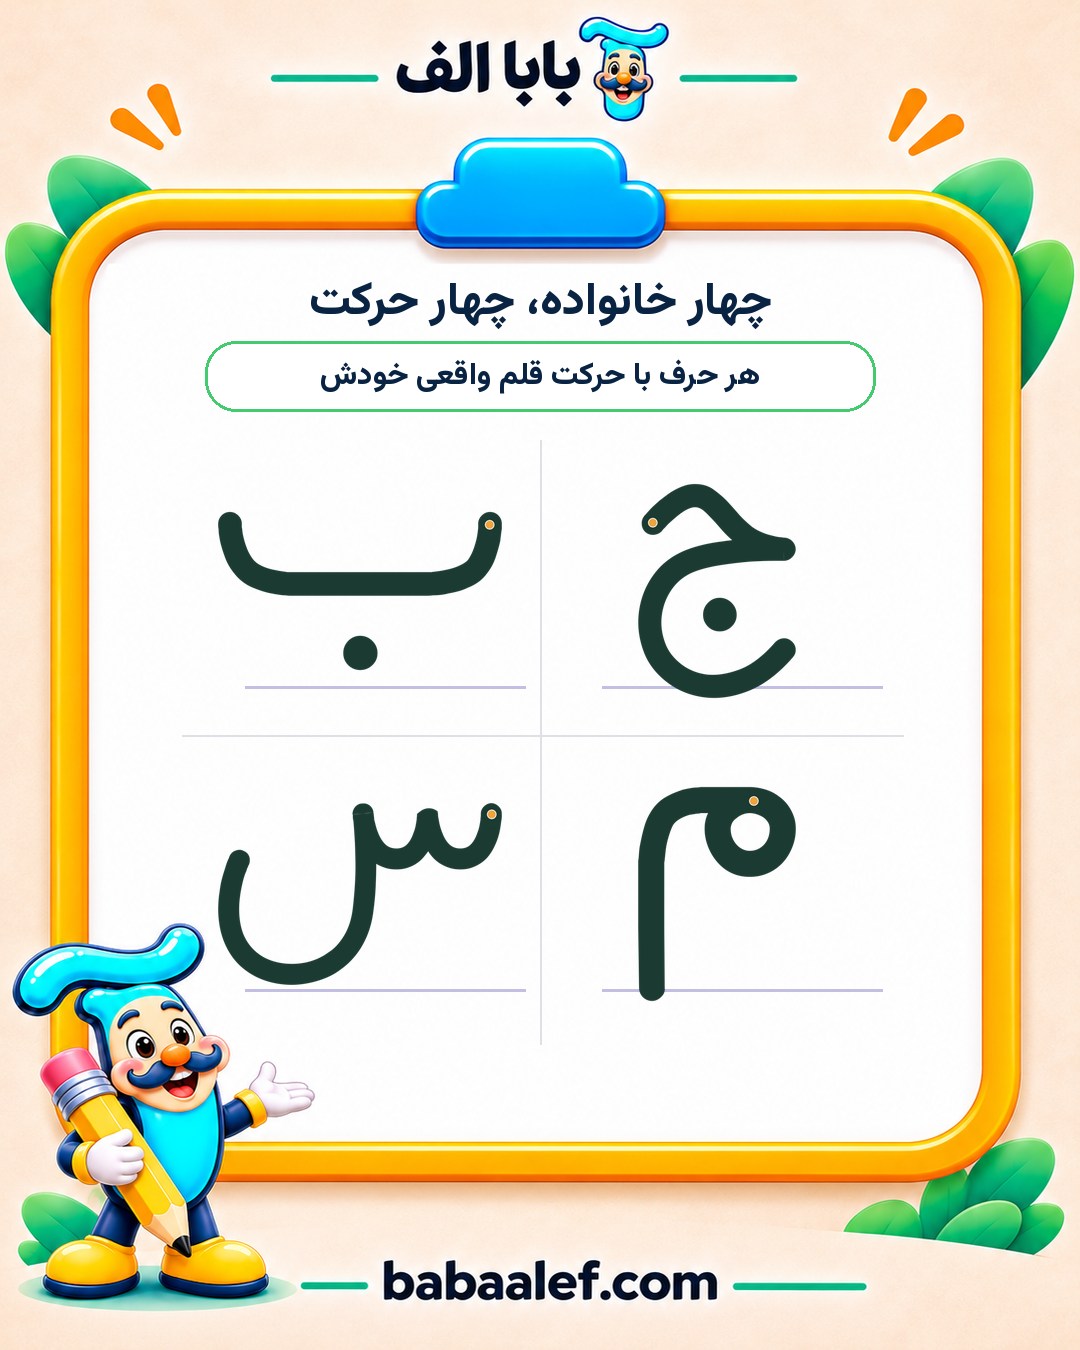 بابا الف
چهار خانواده، چهار حرکت
هر حرف با حرکت قلم واقعی خودش
ج ب
م س
babaalef.com